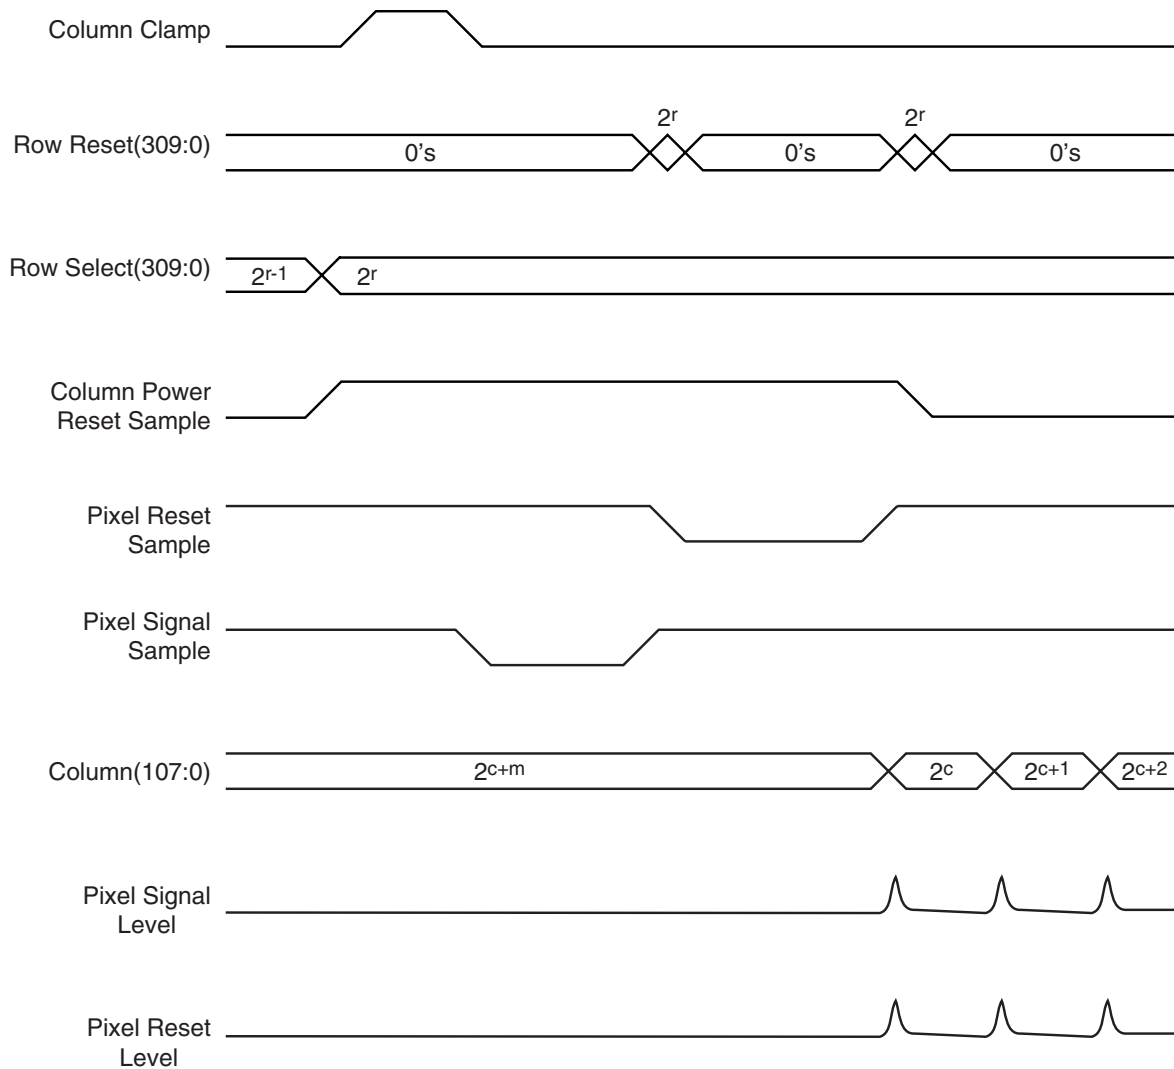 Column Clamp
2r 2r
Row Reset(309:0) 0's 0's 0's
Row Select(309:0) 2r-1 2r
Column Power
Reset Sample
Pixel Reset
Sample
Pixel Signal
Sample
Column(107:0) 2c+m 2c 2c+1 2c+2
Pixel Signal
Level
Pixel Reset
Level